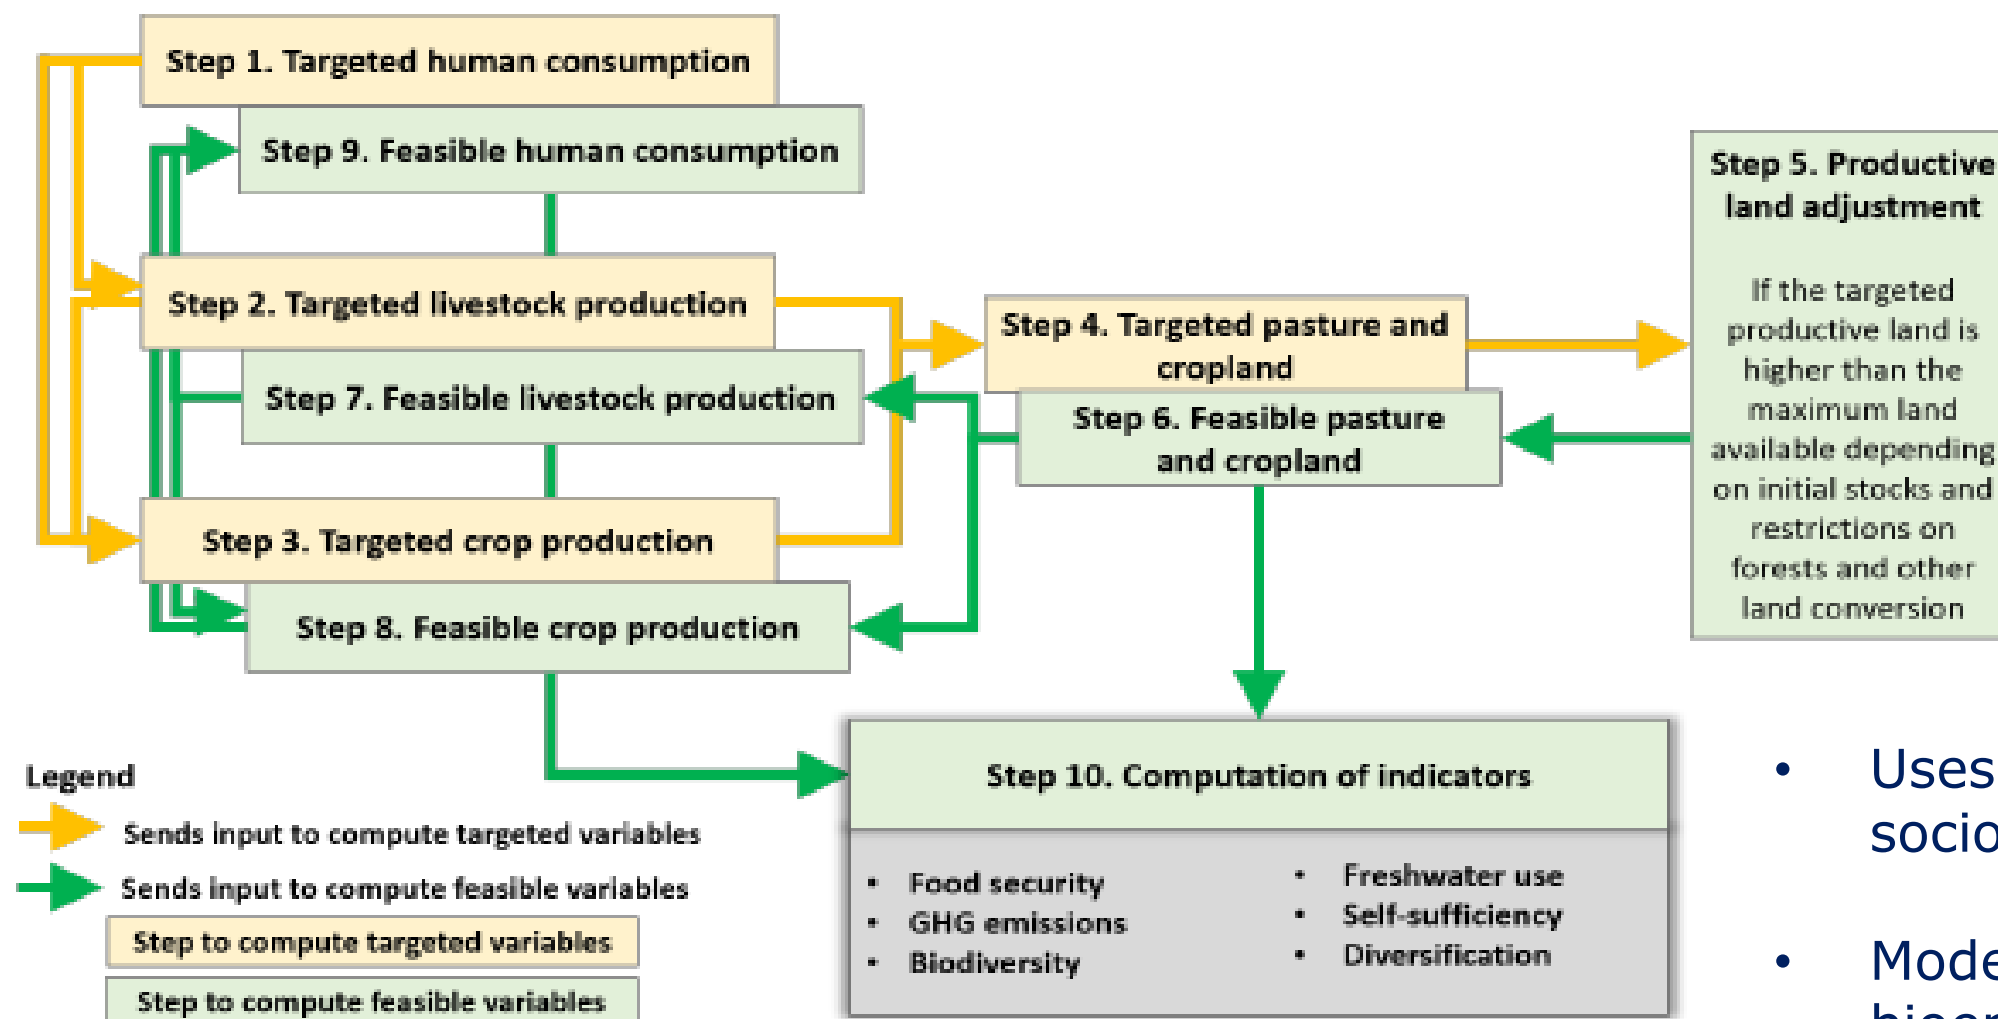 Step 1. Targeted human consumption
Step 9. Feasible human consumption
Step 2. Targeted livestock production
Step 7. Feasible livestock production
Step 3. Targeted crop production
Step 8. Feasible crop production
Step 4. Targeted pasture and
cropland
Step 6. Feasible pasture
and cropland
Step 5. Productive
land adjustment
If the targeted
productive land is
higher than the
maximum land
available depending
on initial stocks and
restrictions on
forests and other
land conversion
Step 10. Computation of indicators
• Food security
• GHG emissions
• Biodiversity
• Freshwater use
• Self-sufficiency
• Diversification
Legend
Sends input to compute targeted variables
Sends input to compute feasible variables
Step to compute targeted variables
Step to compute feasible variables
• Uses